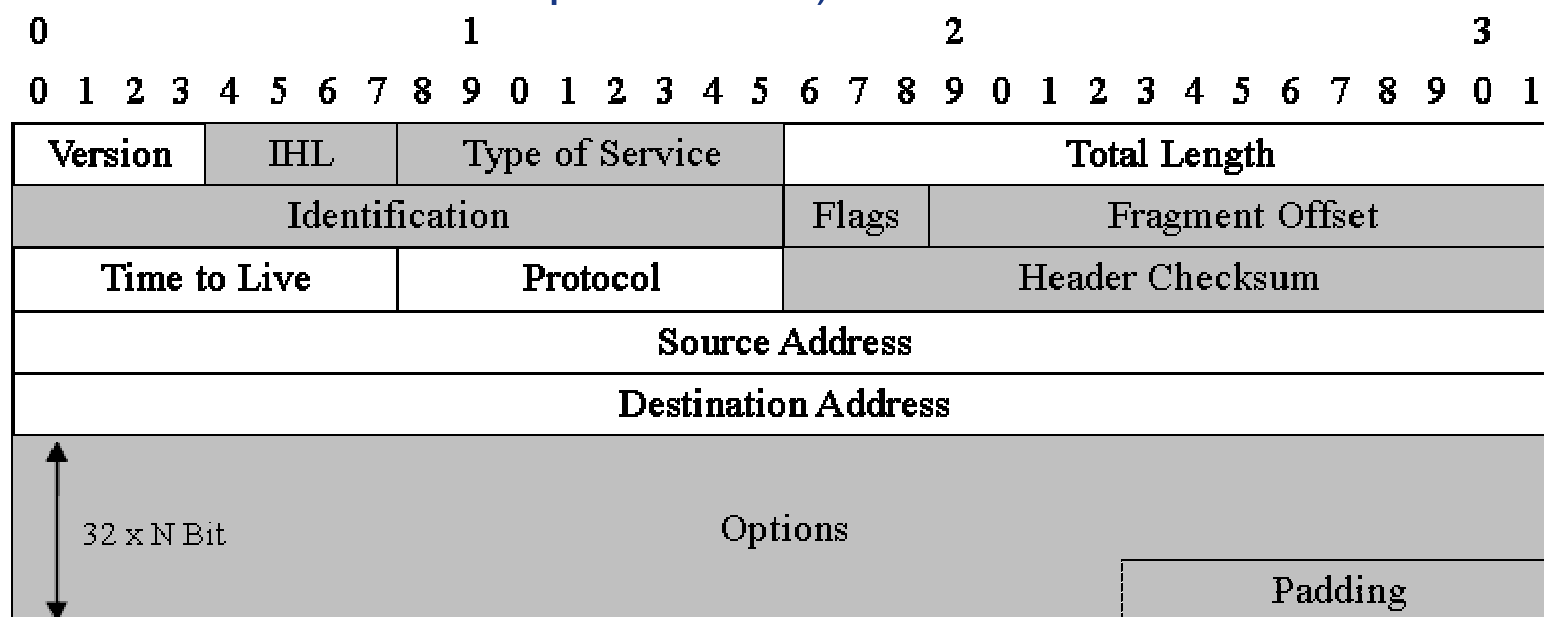 0 1 2 3
0 1 2 3 4 5 6 7 8 9 0 1 2 3 4 5 6 7 8 9 0 1 2 3 4 5 6 7 8 9 0 1
Version IHL Type of Service Total Length
Identification Flags Fragment Offset
Time to Live Protocol Header Checksum
Source Address
Destination Address
32 x N Bit Options
Padding